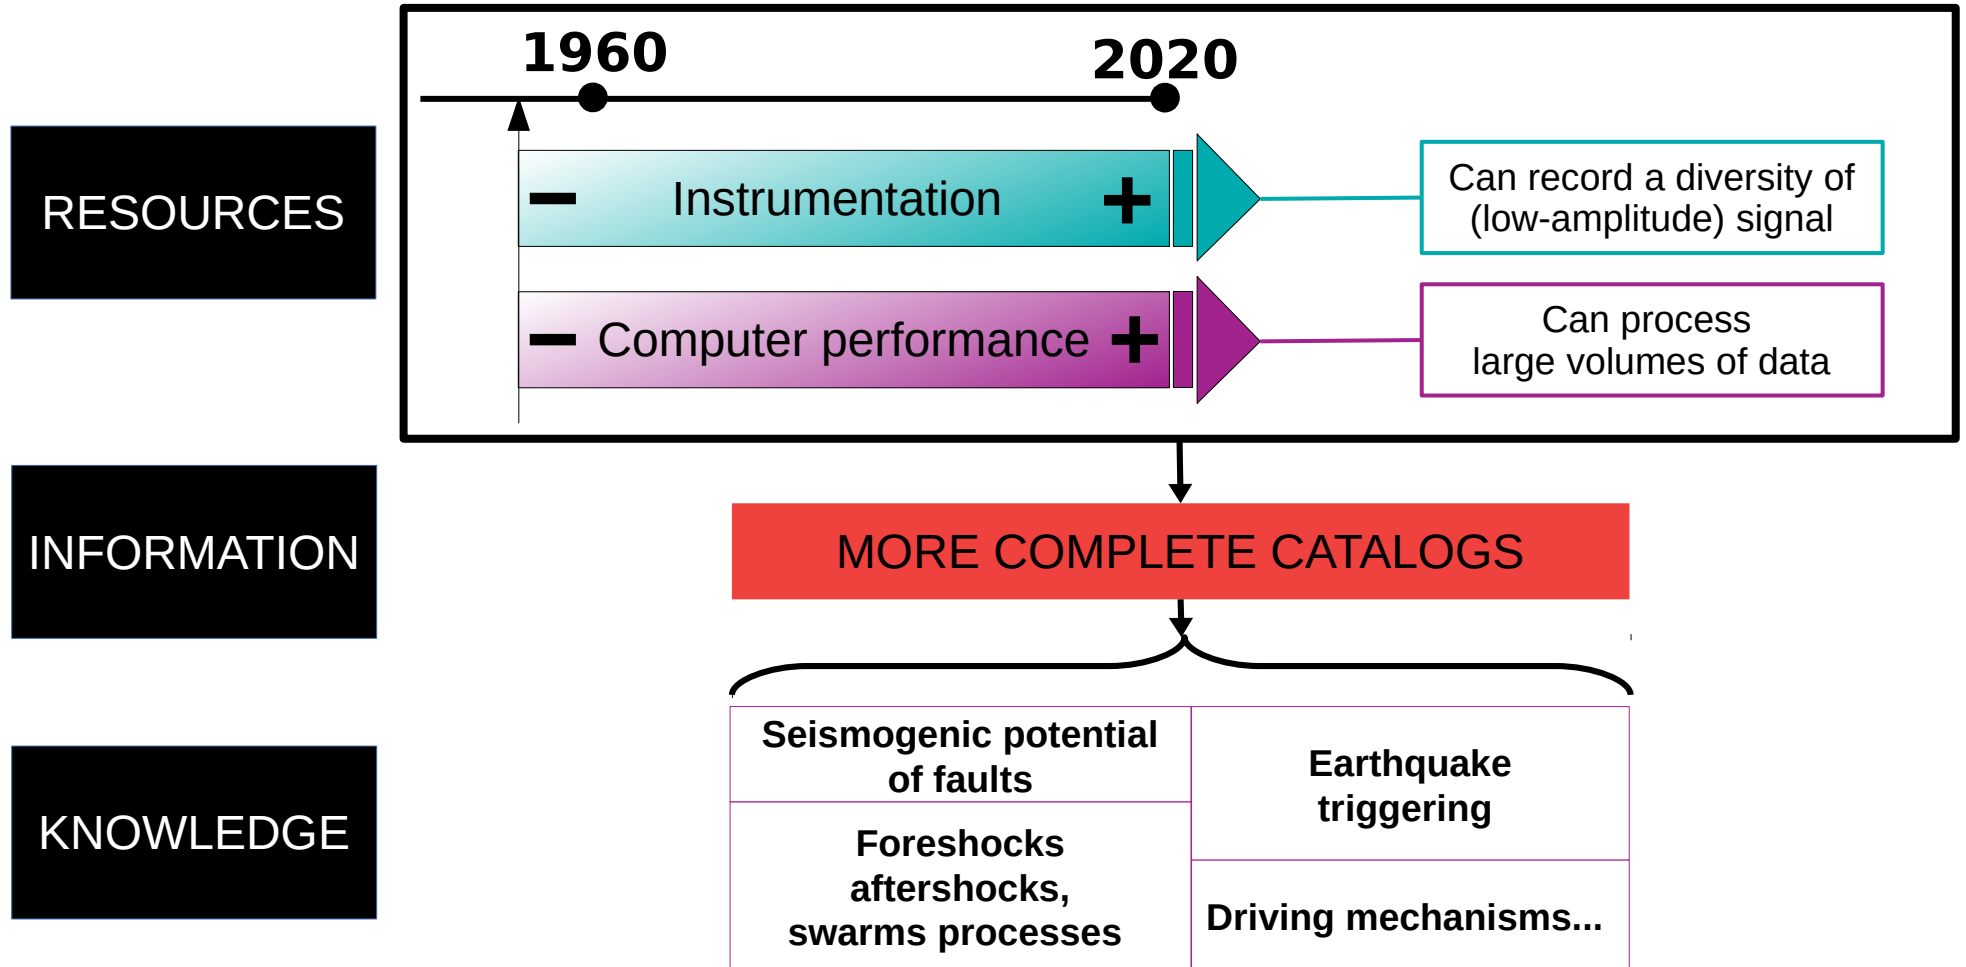 1960
2020
RESOURCES
− Instrumentation +
Can record a diversity of
(low-amplitude) signal
− Computer performance +
Can process
large volumes of data
INFORMATION
MORE COMPLETE CATALOGS
KNOWLEDGE
Seismogenic potential
of faults
Earthquake
triggering
Foreshocks
aftershocks,
swarms processes
Driving mechanisms...